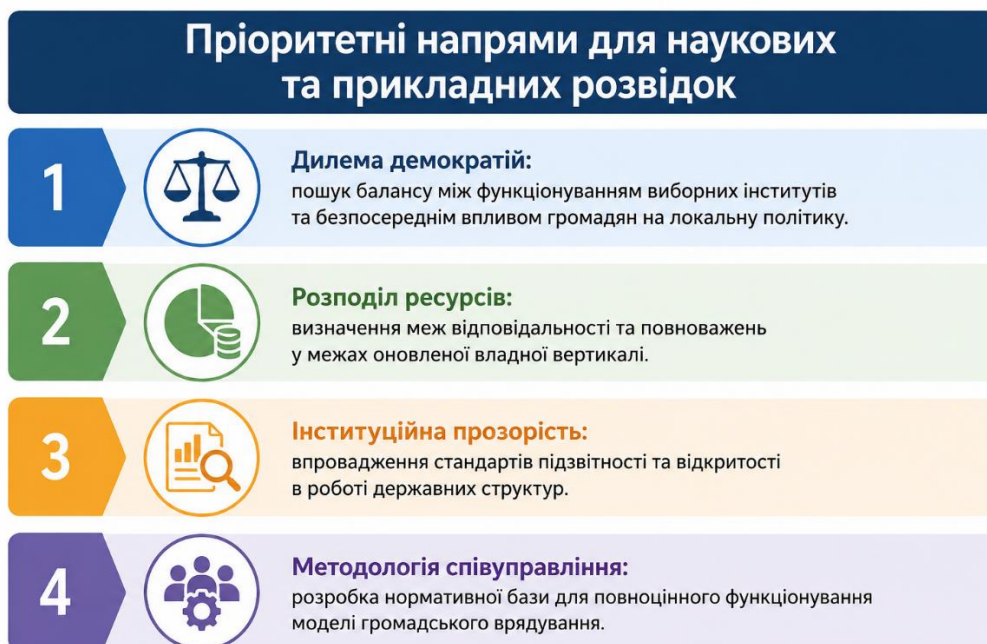 Пріоритетні напрями для наукових
та прикладних розвідок
1
Дилема демократій:
пошук балансу між функціонуванням виборних інститутів
та безпосереднім впливом громадян на локальну політику.
2
Розподіл ресурсів:
визначення меж відповідальності та повноважень
у межах оновленої владної вертикалі.
3
Інституційна прозорість:
впровадження стандартів підзвітності та відкритості
в роботі державних структур.
4
Методологія співуправління:
розробка нормативної бази для повноцінного функціонування
моделі громадського врядування.